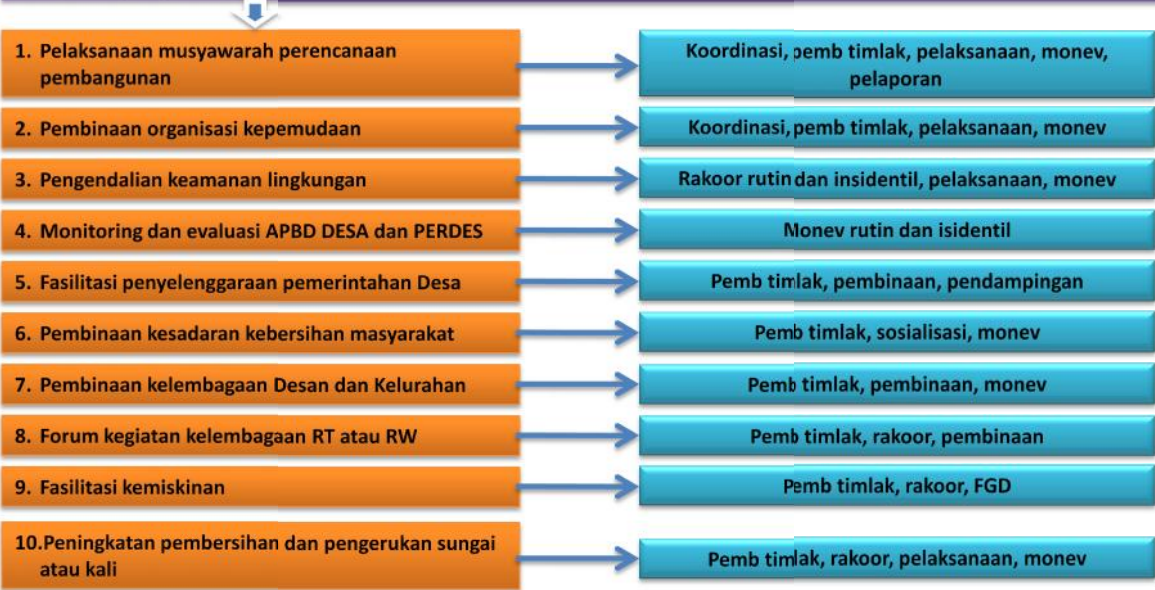 1. Pelaksanaan musyawarah perencanaan
pembangunan
Koordinasi, pemb timlak, pelaksanaan, monev,
pelaporan
2. Pembinaan organisasi kepemudaan
Koordinasi, pemb timlak, pelaksanaan, monev
3. Pengendalian keamanan lingkungan
Rakoor rutin dan insidentil, pelaksanaan, monev
4. Monitoring dan evaluasi APBD DESA dan PERDES
Monev rutin dan isidentil
5. Fasilitasi penyelenggaraan pemerintahan Desa
Pemb timlak, pembinaan, pendampingan
6. Pembinaan kesadaran kebersihan masyarakat
Pemb timlak, sosialisasi, monev
7. Pembinaan kelembagaan Desan dan Kelurahan
Pemb timlak, pembinaan, monev
8. Forum kegiatan kelembagaan RT atau RW
Pemb timlak, rakoor, pembinaan
9. Fasilitasi kemiskinan
Pemb timlak, rakoor, FGD
10.Peningkatan pembersihan dan pengerukan sungai
atau kali
Pemb timlak, rakoor, pelaksanaan, monev